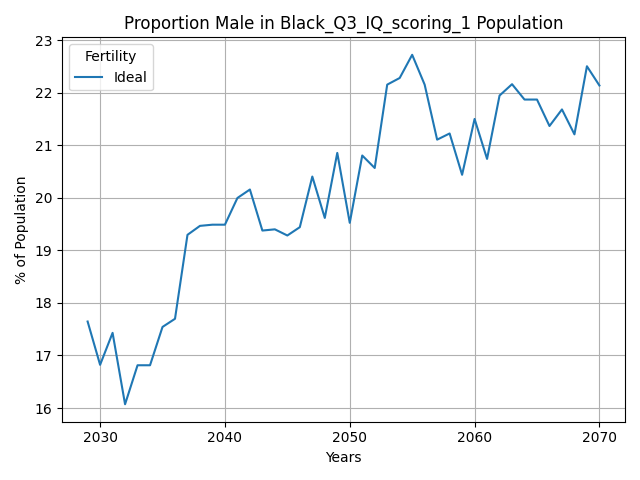 Proportion Male in Black_Q3_IQ_scoring_1 Population
Fertility
Ideal
% of Population
23
22
21
20
19
18
17
16
2030 2040 2050 2060 2070
Years